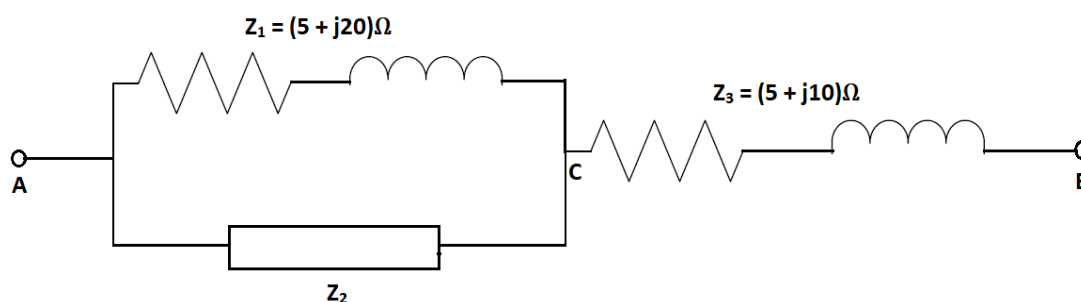 Z₁ = (5 + j20)Ω
Z₃ = (5 + j10)Ω
A
C
Z₂